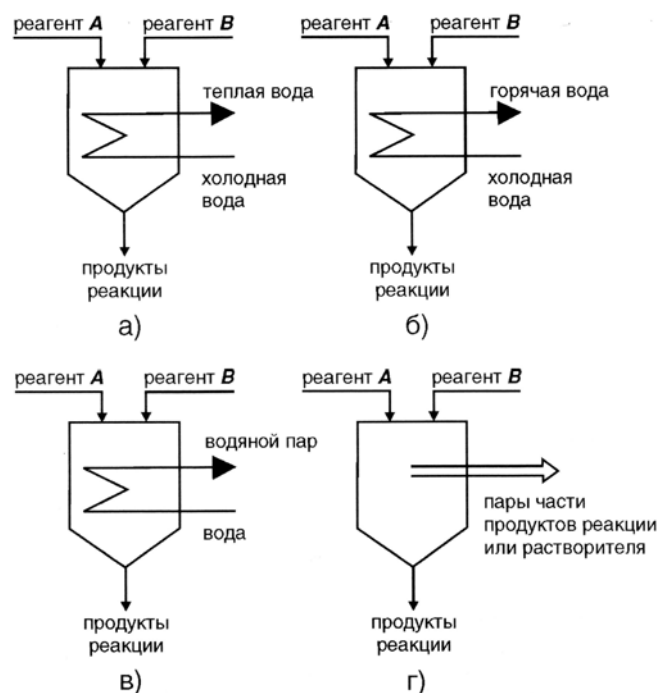 реагент A
реагент B
теплая вода
холодная
вода
продукты
реакции
а)
реагент A
реагент B
горячая вода
холодная
вода
продукты
реакции
б)
реагент A
реагент B
водяной пар
вода
продукты
реакции
в)
реагент A
реагент B
пары части
продуктов реакции
или растворителя
продукты
реакции
г)